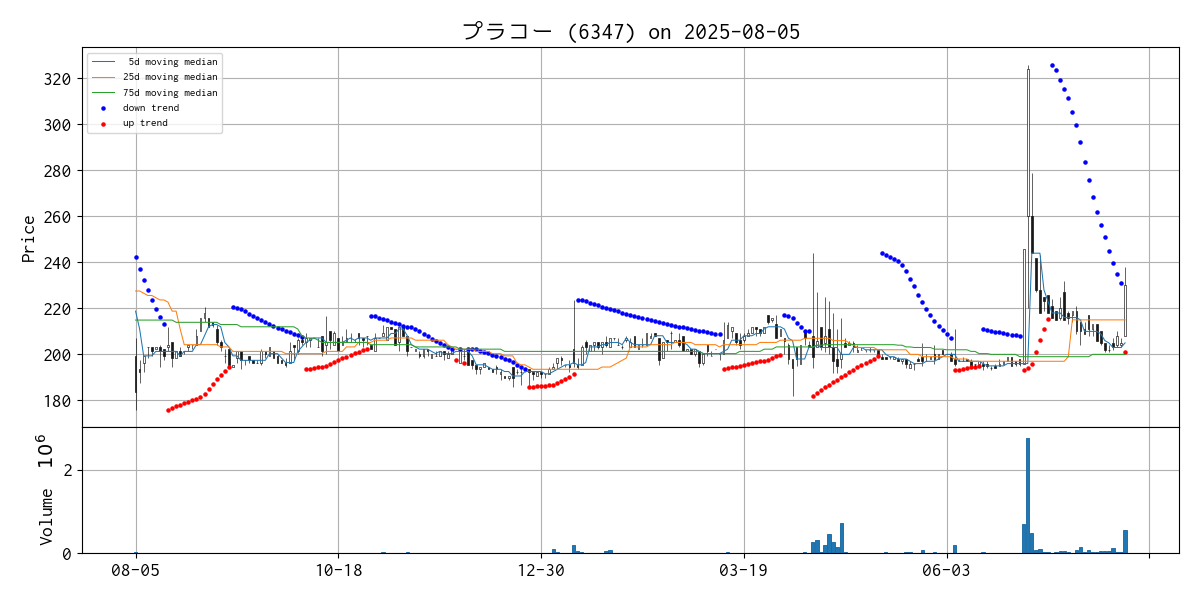 プラコー (6347) on 2025-08-05
5d moving median
25d moving median
75d moving median
down trend
up trend
Price
320
300
280
260
240
220
200
180
Volume 10^6
2
0
08-05 10-18 12-30 03-19 06-03